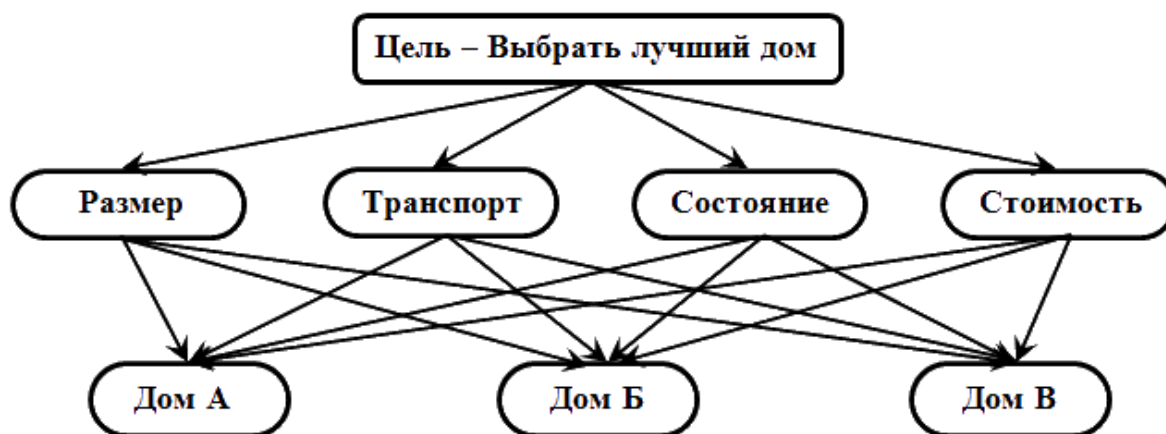 Цель – Выбрать лучший дом
Размер
Транспорт
Состояние
Стоимость
Дом А
Дом Б
Дом В